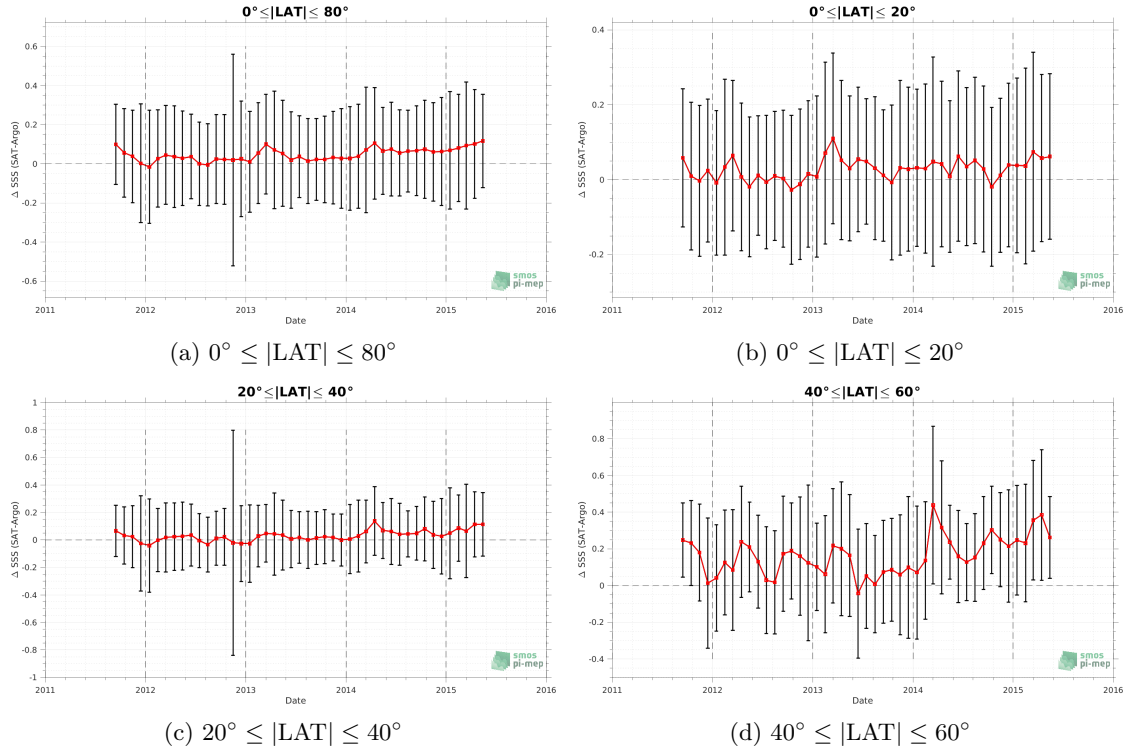 0°≤|LAT|≤ 80°
Δ SSS (SAT-Argo)
0.6
0.4
0.2
0
-0.2
-0.4
-0.6
2011 2012 2013 2014 2015 2016
Date
smos
pi-mep
(a) 0° ≤ |LAT| ≤ 80°
0°≤|LAT|≤ 20°
Δ SSS (SAT-Argo)
0.4
0.2
0
-0.2
2011 2012 2013 2014 2015 2016
Date
smos
pi-mep
(b) 0° ≤ |LAT| ≤ 20°
20°≤|LAT|≤ 40°
Δ SSS (SAT-Argo)
1
0.8
0.6
0.4
0.2
0
-0.2
-0.4
-0.6
-0.8
-1
2011 2012 2013 2014 2015 2016
Date
smos
pi-mep
(c) 20° ≤ |LAT| ≤ 40°
40°≤|LAT|≤ 60°
Δ SSS (SAT-Argo)
0.8
0.6
0.4
0.2
0
-0.2
-0.4
2011 2012 2013 2014 2015 2016
Date
smos
pi-mep
(d) 40° ≤ |LAT| ≤ 60°